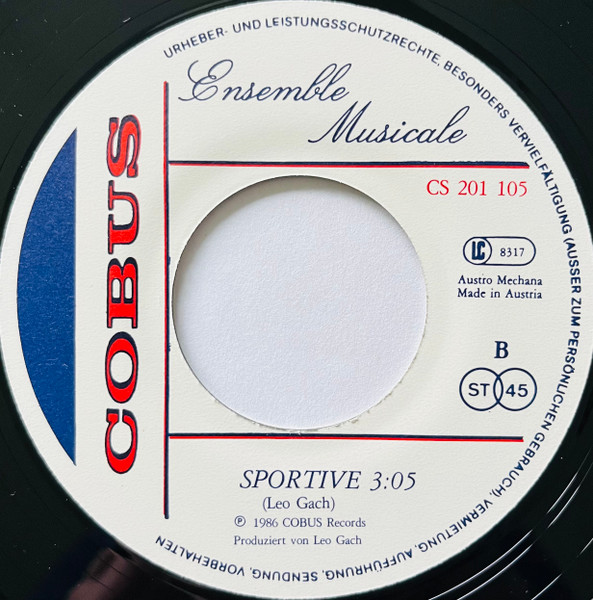 URHEBER- UND LEISTUNGSSCHUTZRECHTE, BESONDERS VERVIELFÄLTIGUNG (AUSSER ZUM PERSÖNLICHEN GEBRAUCH), VERMIETUNG, AUFFÜHRUNG, SENDUNG, VORBEHALTEN
Ensemble
Musicale
COBUS
CS 201 105
LC 8317
Austro Mechana
Made in Austria
B
ST 45
SPORTIVE 3:05
(Leo Gach)
℗ 1986 COBUS Records
Produziert von Leo Gach